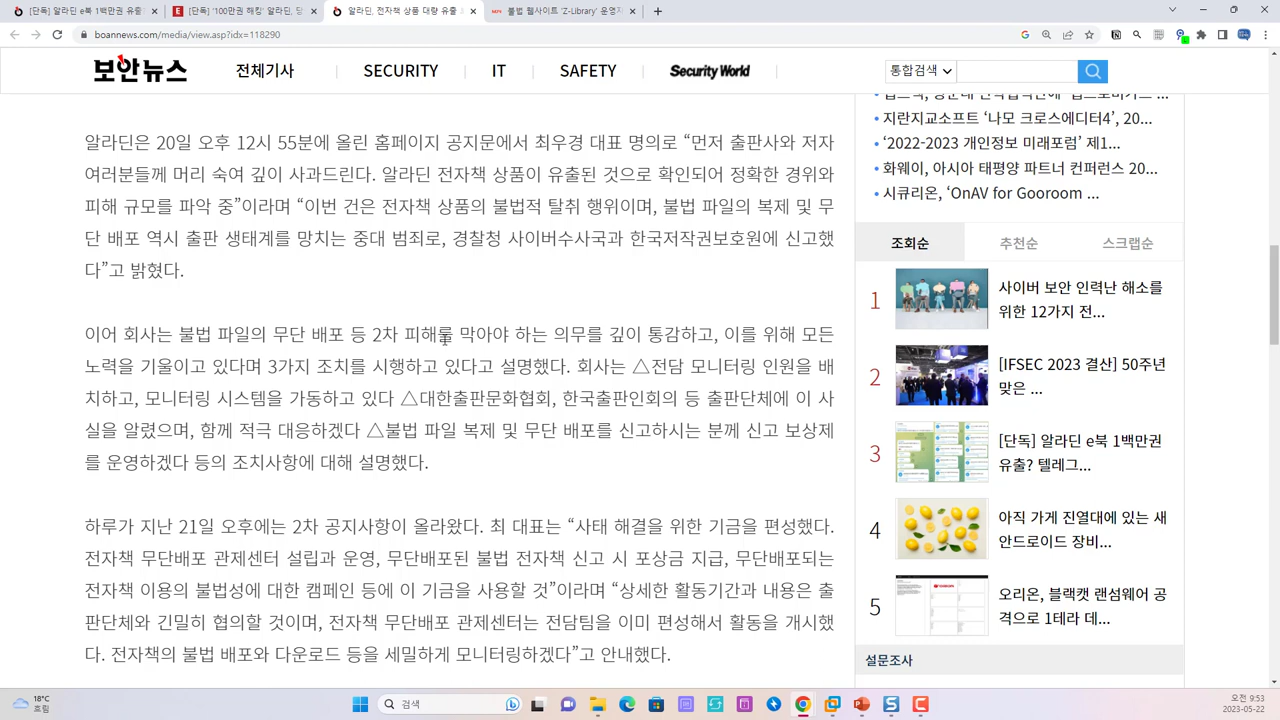 [단독] 알라딘 e북 1백만권 유출?
[단독] '100만권 해킹' 알라딘, 단
알라딘, 전자책 상품 대량 유출
불법 웹사이트 'Z-Library' 운영자
boannews.com/media/view.asp?idx=118290
보안뉴스
전체기사
SECURITY
IT
SAFETY
Security World
통합검색
지란지교소프트 ‘나모 크로스에디터4’, 20...
‘2022-2023 개인정보 미래포럼’ 제1...
화웨이, 아시아 태평양 파트너 컨퍼런스 20...
시큐리온, ‘OnAV for Gooroom ...
알라딘은 20일 오후 12시 55분에 올린 홈페이지 공지문에서 최우경 대표 명의로 “먼저 출판사와 저자
여러분들께 머리 숙여 깊이 사과드린다. 알라딘 전자책 상품이 유출된 것으로 확인되어 정확한 경위와
피해 규모를 파악 중”이라며 “이번 건은 전자책 상품의 불법적 탈취 행위이며, 불법 파일의 복제 및 무
단 배포 역시 출판 생태계를 망치는 중대 범죄로, 경찰청 사이버수사국과 한국저작권보호원에 신고했
다”고 밝혔다.
이어 회사는 불법 파일의 무단 배포 등 2차 피해를 막아야 하는 의무를 깊이 통감하고, 이를 위해 모든
노력을 기울이고 있다며 3가지 조치를 시행하고 있다고 설명했다. 회사는 △전담 모니터링 인원을 배
치하고, 모니터링 시스템을 가동하고 있다 △대한출판문화협회, 한국출판인회의 등 출판단체에 이 사
실을 알렸으며, 함께 적극 대응하겠다 △불법 파일 복제 및 무단 배포를 신고하시는 분께 신고 보상제
를 운영하겠다 등의 조치사항에 대해 설명했다.
하루가 지난 21일 오후에는 2차 공지사항이 올라왔다. 최 대표는 “사태 해결을 위한 기금을 편성했다.
전자책 무단배포 관제센터 설립과 운영, 무단배포된 불법 전자책 신고 시 포상금 지급, 무단배포되는
전자책 이용의 불법성에 대한 캠페인 등에 이 기금을 사용할 것”이라며 “상세한 활동기간과 내용은 출
판단체와 긴밀히 협의할 것이며, 전자책 무단배포 관제센터는 전담팀을 이미 편성해서 활동을 개시했
다. 전자책의 불법 배포와 다운로드 등을 세밀하게 모니터링하겠다”고 안내했다.
조회순
추천순
스크랩순
1
사이버 보안 인력난 해소를
위한 12가지 전...
2
[IFSEC 2023 결산] 50주년
맞은 ...
3
[단독] 알라딘 e북 1백만권
유출? 텔레그...
4
아직 가게 진열대에 있는 새
안드로이드 장비...
5
오리온, 블랙캣 랜섬웨어 공
격으로 1테라 데...
설문조사
18°C
흐림
검색
오전 9:53
2023-05-22